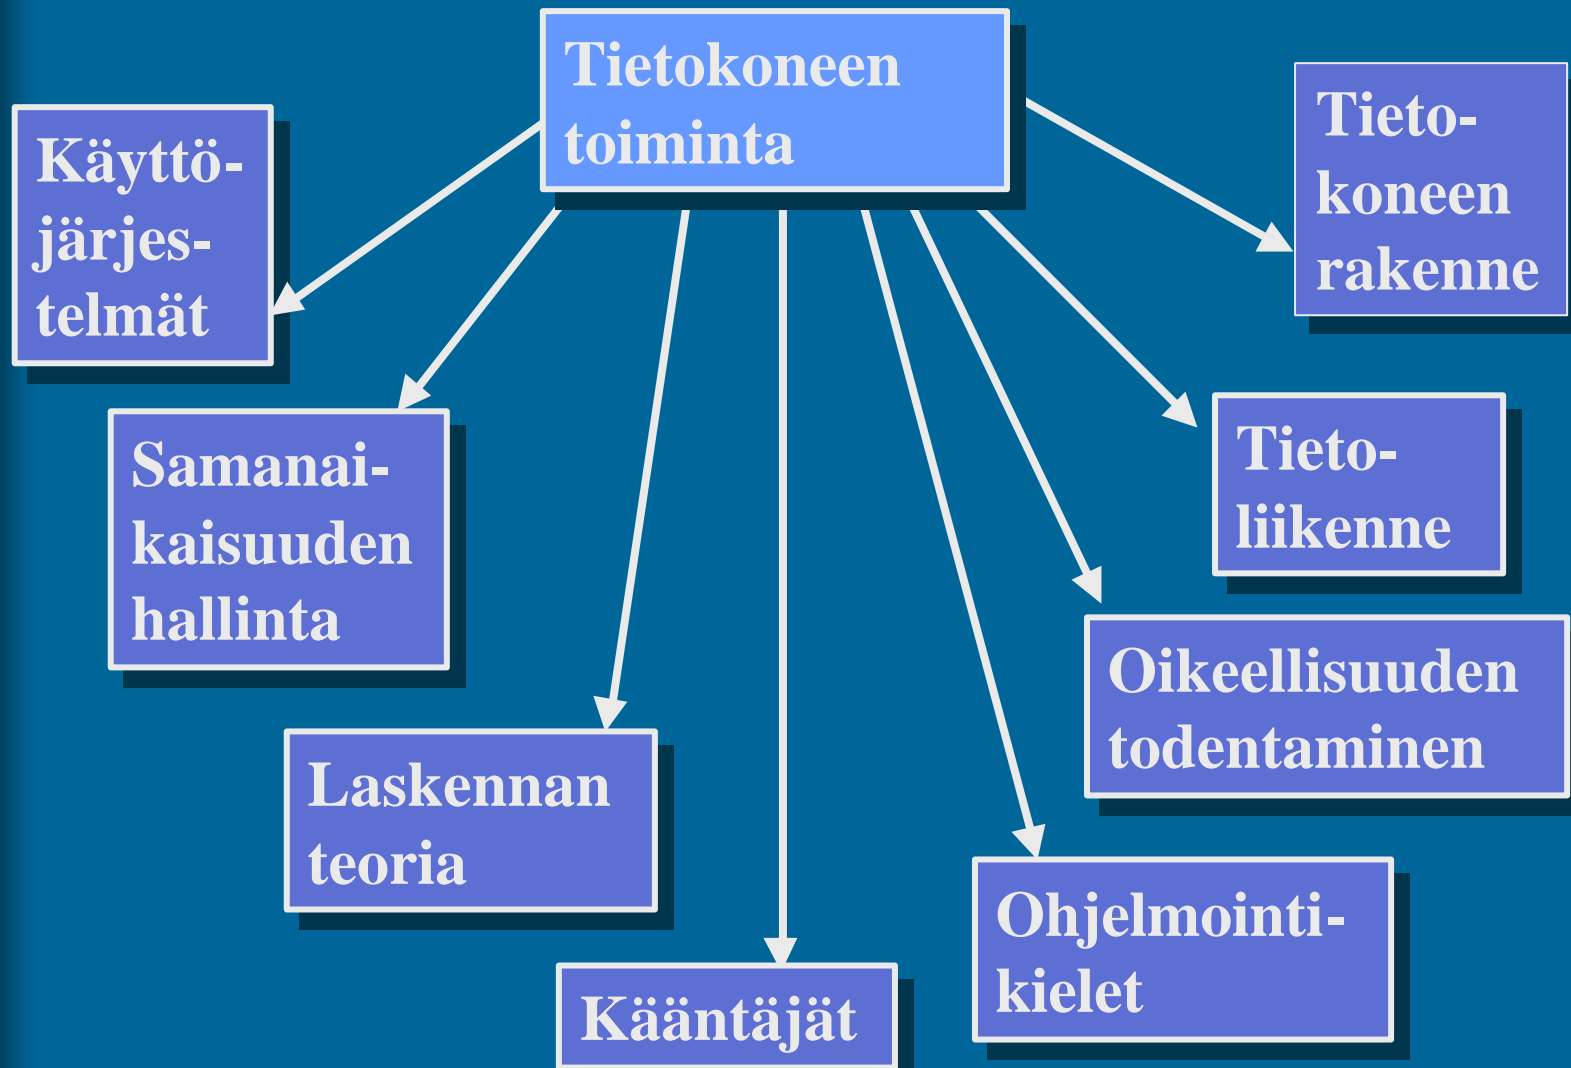 Tietokoneen
toiminta
Tieto-
koneen
rakenne
Käyttö-
järjes-
telmät
Samanai-
kaisuuden
hallinta
Tieto-
liikenne
Oikeellisuuden
todentaminen
Laskennan
teoria
Ohjelmointi-
kielet
Kääntäjät